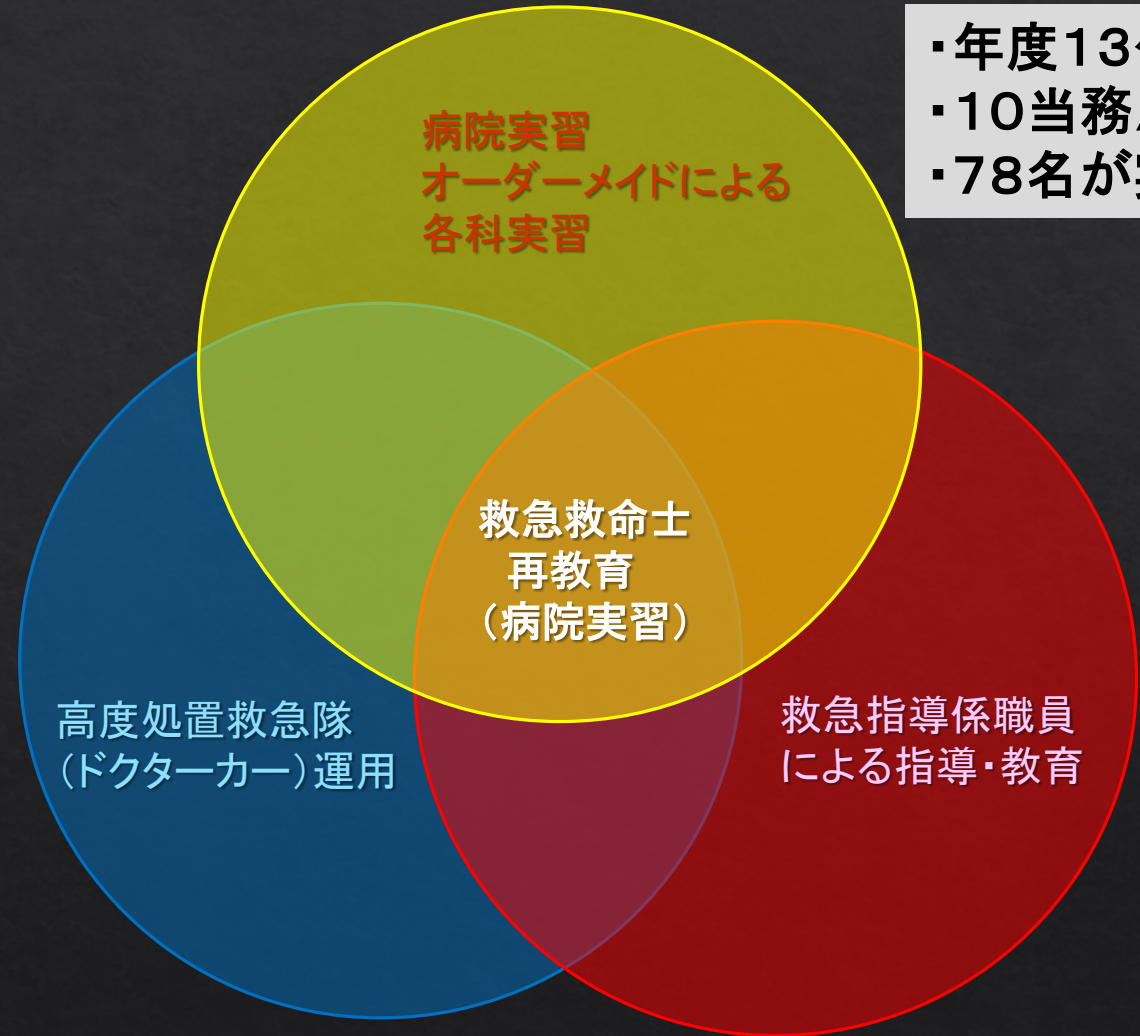 ・年度13
・10当務
・78名が
病院実習
オーダーメイドによる
各科実習
救急救命士
再教育
（病院実習）
高度処置救急隊
（ドクターカー）運用
救急指導係職員
による指導・教育